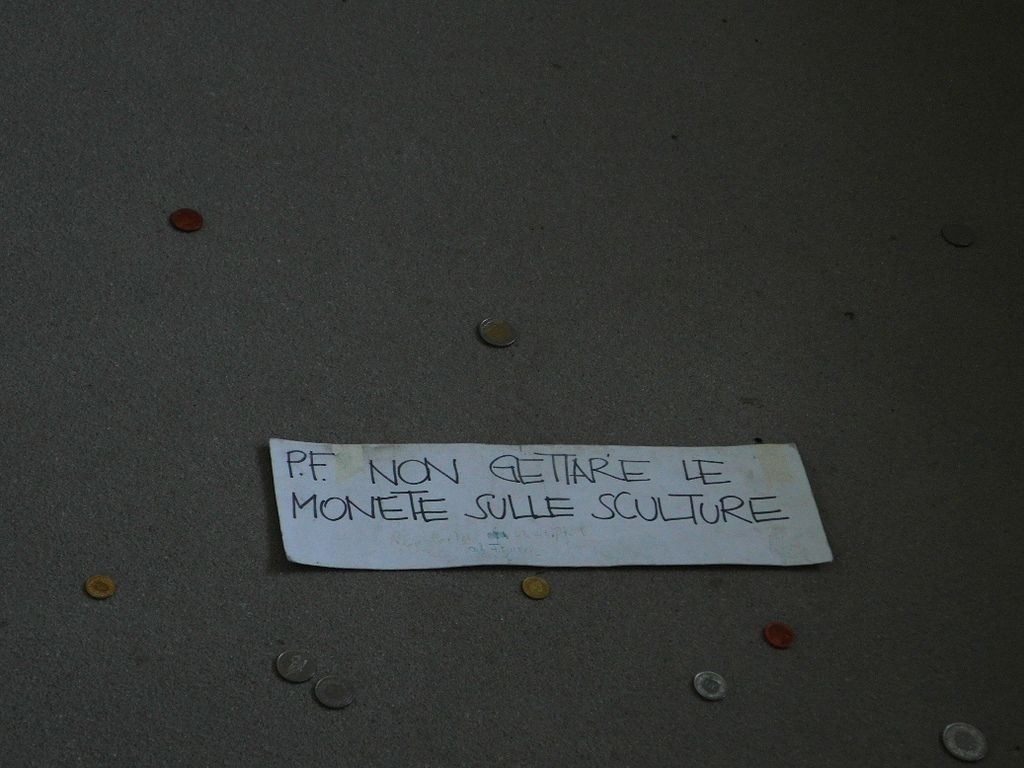 P.F. NON GETTARE LE
MONETE SULLE SCULTURE